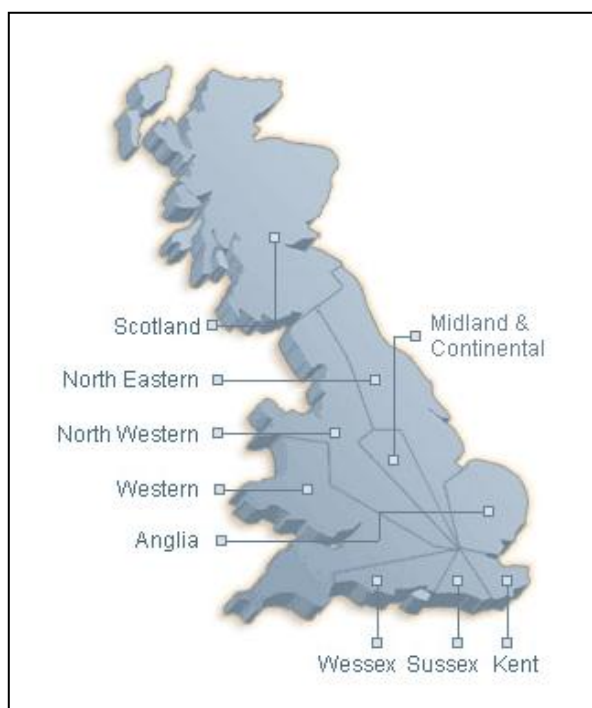 Scotland
Midland &
Continental
North Eastern
North Western
Western
Anglia
Wessex Sussex Kent